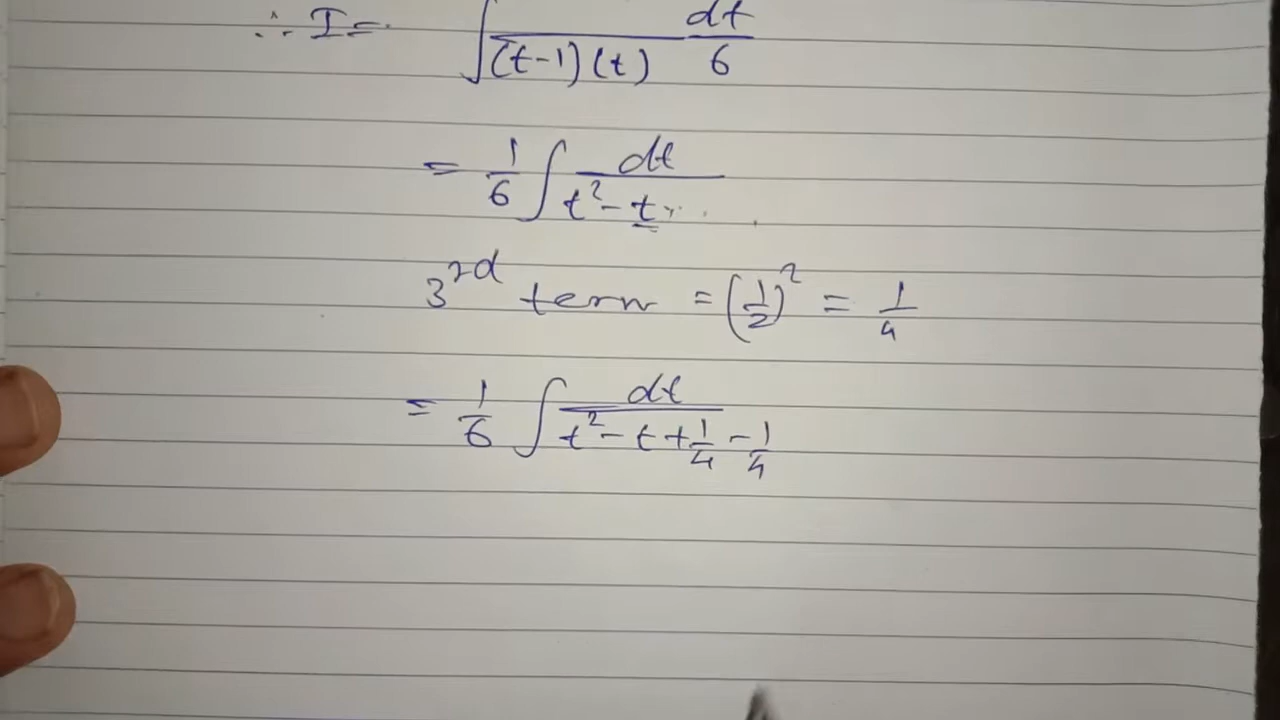 ∴ I = ∫ 1/((t-1)(t)) dt/6
= 1/6 ∫ dt/(t² - t)
3rd term = (1/2)² = 1/4
= 1/6 ∫ dt/(t² - t + 1/4 - 1/4)